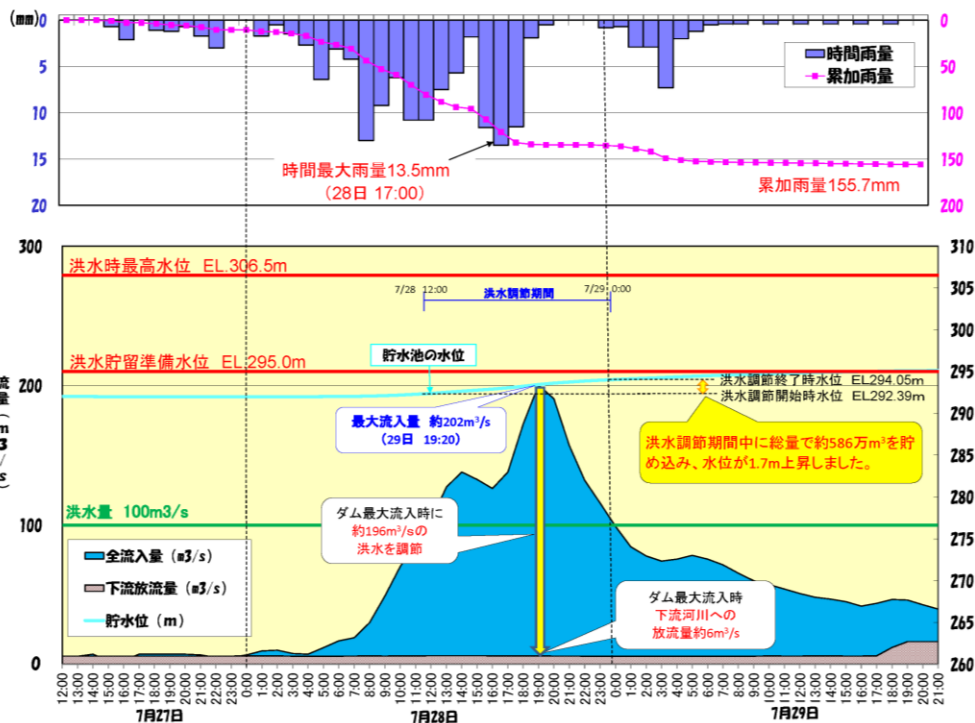 (mm)
0
5
10
15
20
0
50
100
150
200
時間雨量
累加雨量
時間最大雨量13.5mm
(28日 17:00)
累加雨量155.7mm
300
200
100
0
流量(m3/s)
310
305
300
295
290
285
280
275
270
265
260
洪水時最高水位 EL.306.5m
7/28 12:00
洪水調節期間
7/29 0:00
洪水貯留準備水位 EL.295.0m
貯水池の水位
洪水調節終了時水位 EL294.05m
洪水調節開始時水位 EL292.39m
最大流入量 約202m³/s
(29日 19:20)
洪水調節期間中に総量で約586万m³を貯
め込み、水位が1.7m上昇しました。
洪水量 100m3/s
ダム最大流入時に
約196m³/sの
洪水を調節
全流入量(m3/s)
下流放流量(m3/s)
貯水位(m)
ダム最大流入時
下流河川への
放流量約6m³/s
12:00 13:00 14:00 15:00 16:00 17:00 18:00 19:00 20:00 21:00 22:00 23:00 0:00 1:00 2:00 3:00 4:00 5:00 6:00 7:00 8:00 9:00 10:00 11:00 12:00 13:00 14:00 15:00 16:00 17:00 18:00 19:00 20:00 21:00 22:00 23:00 0:00 1:00 2:00 3:00 4:00 5:00 6:00 7:00 8:00 9:00 10:00 11:00 12:00 13:00 14:00 15:00 16:00 17:00 18:00 19:00 20:00 21:00
7月27日
7月28日
7月29日